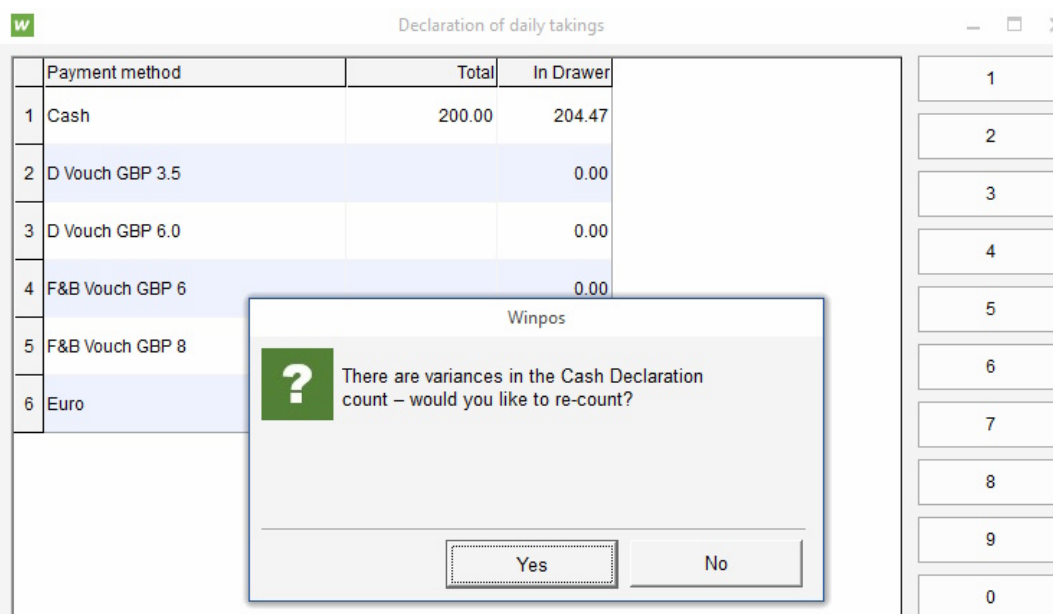 w
Declaration of daily takings
Payment method Total In Drawer
1 Cash 200.00 204.47
2 D Vouch GBP 3.5 0.00
3 D Vouch GBP 6.0 0.00
4 F&B Vouch GBP 6 0.00
5 F&B Vouch GBP 8
6 Euro
Winpos
?
There are variances in the Cash Declaration
count – would you like to re-count?
Yes No
1
2
3
4
5
6
7
8
9
0